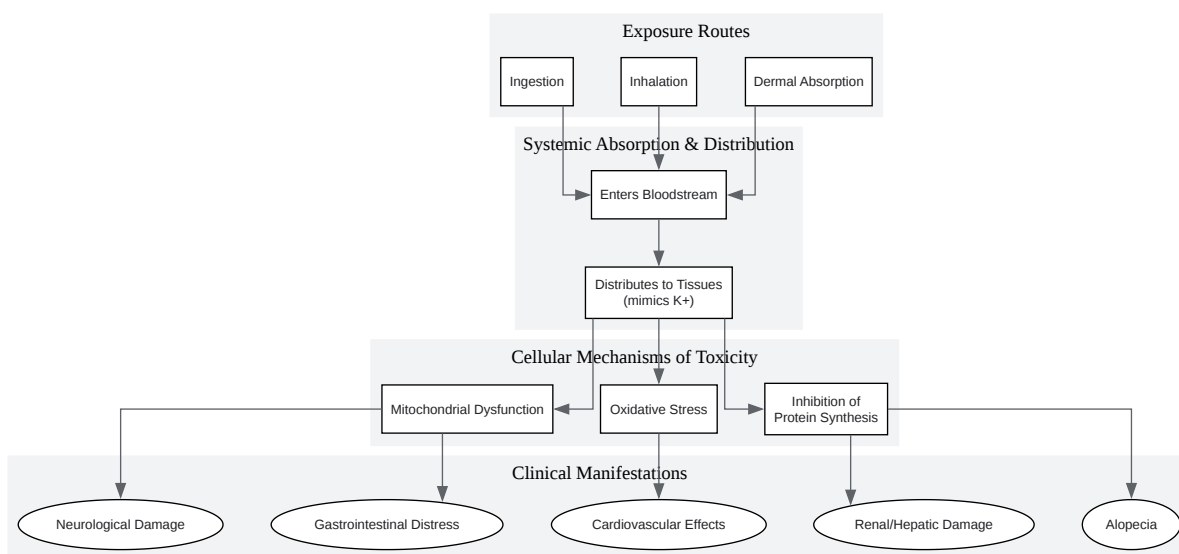 Exposure Routes
Ingestion
Inhalation
Dermal Absorption
Systemic Absorption & Distribution
Enters Bloodstream
Distributes to Tissues
(mimics K+)
Cellular Mechanisms of Toxicity
Mitochondrial Dysfunction
Oxidative Stress
Inhibition of
Protein Synthesis
Clinical Manifestations
Neurological Damage
Gastrointestinal Distress
Cardiovascular Effects
Renal/Hepatic Damage
Alopecia